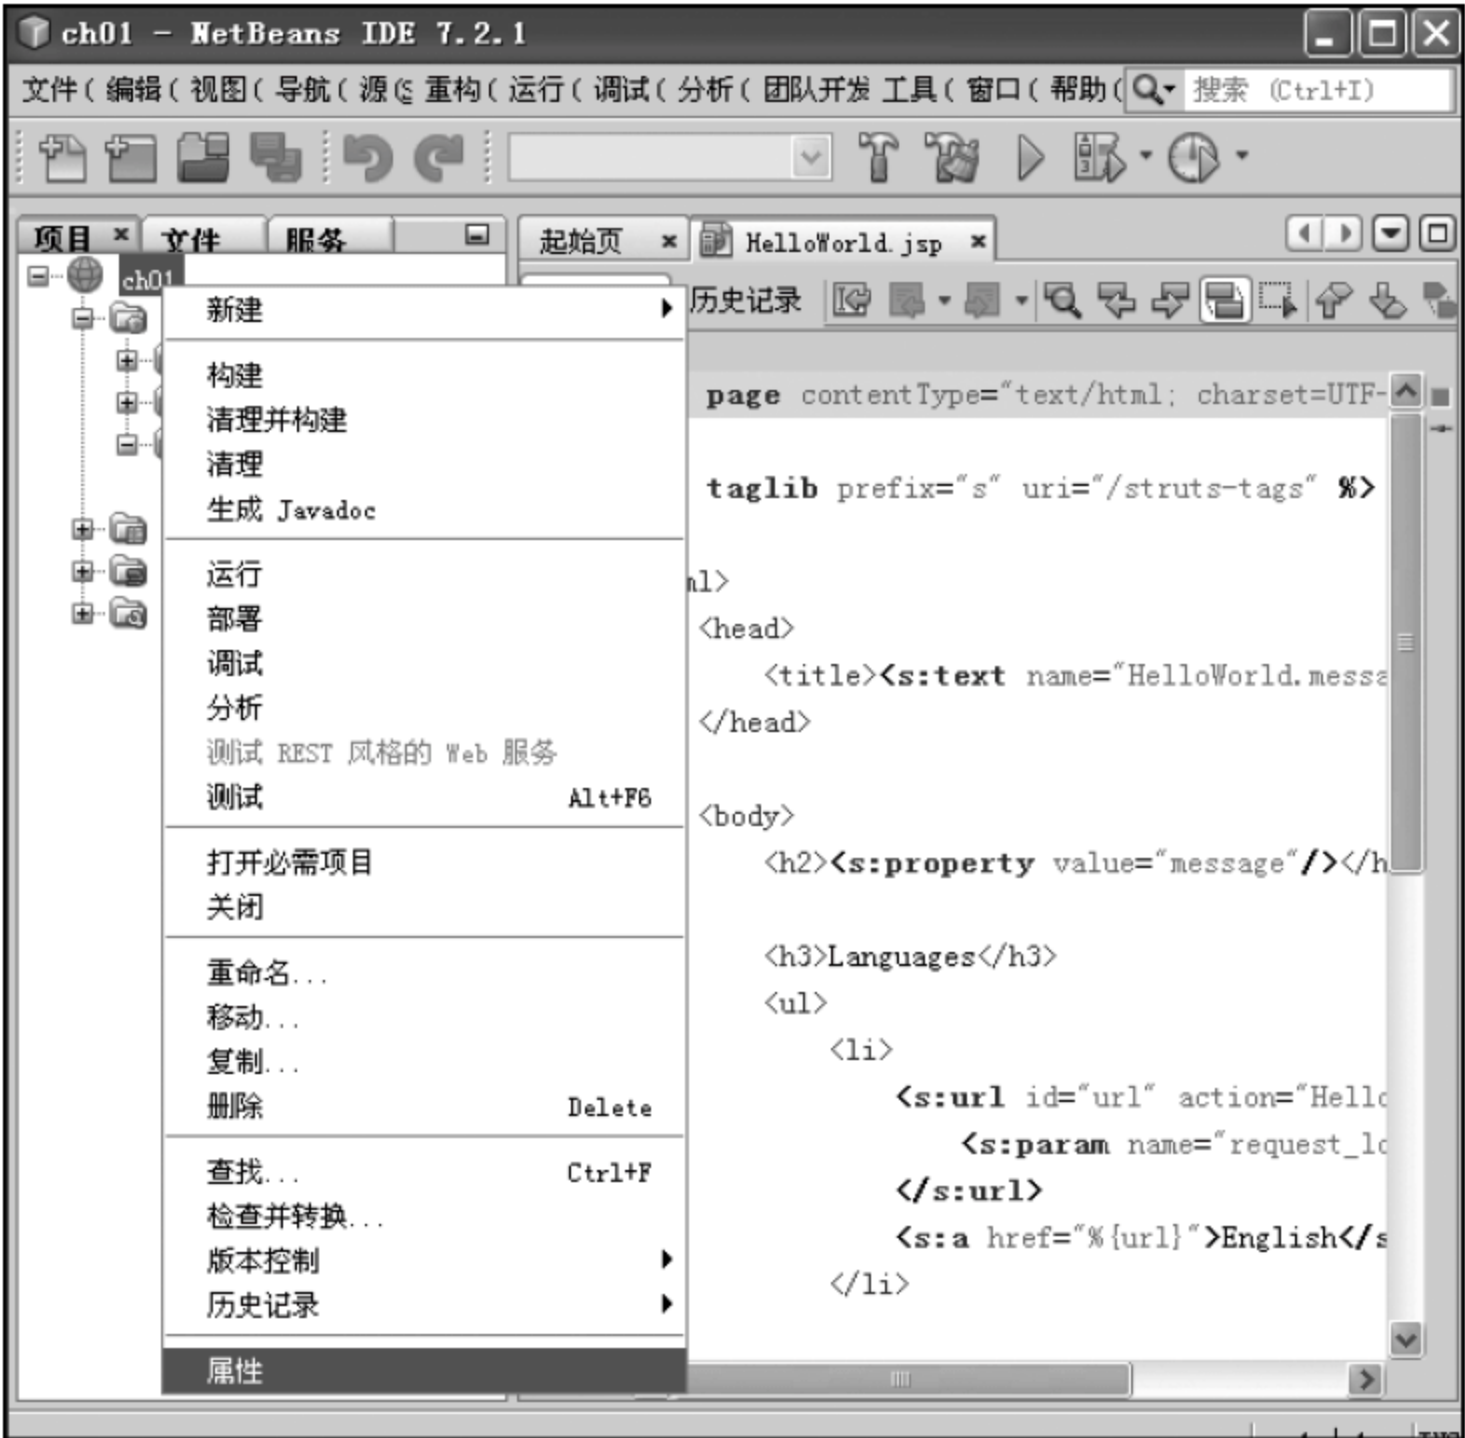 ch01 - NetBeans IDE 7.2.1
文件( 编辑( 视图( 导航( 源(S 重构( 运行( 调试( 分析( 团队开发 工具( 窗口( 帮助( 搜索 (Ctrl+I)
项目 文件 服务
起始页 HelloWorld.jsp
ch01
历史记录
新建
构建
清理并构建
清理
生成 Javadoc
运行
部署
调试
分析
测试 REST 风格的 Web 服务
测试 Alt+F6
打开必需项目
关闭
重命名...
移动...
复制...
删除 Delete
查找... Ctrl+F
检查并转换...
版本控制
历史记录
属性
page contentType="text/html; charset=UTF-
taglib prefix="s" uri="/struts-tags" %>
ml>
<head>
<title><s:text name="HelloWorld.messa
</head>
<body>
<h2><s:property value="message"/></h
<h3>Languages</h3>
<ul>
<li>
<s:url id="url" action="Hello
<s:param name="request_lo
</s:url>
<s:a href="%{url}">English</s
</li>